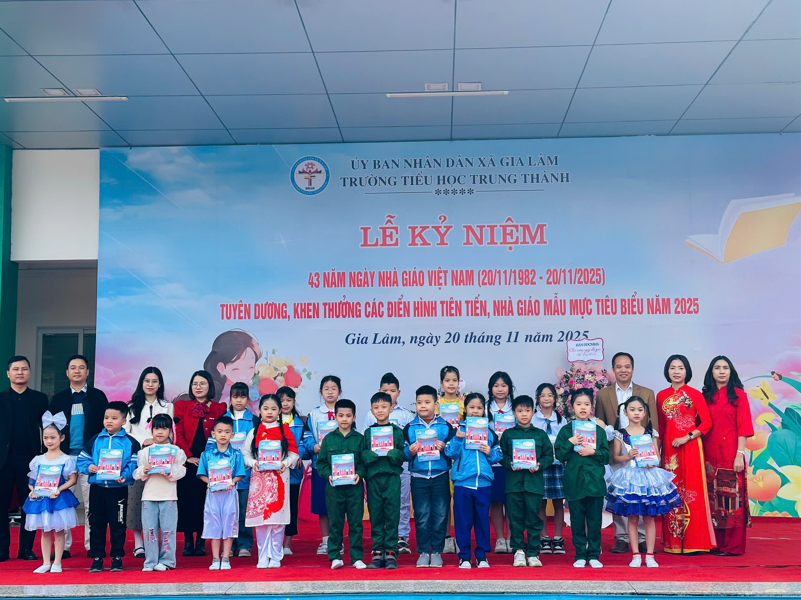 ỦY BAN NHÂN DÂN XÃ GIA LÂM
TRƯỜNG TIỂU HỌC TRUNG THÀNH
*****
LỄ KỶ NIỆM
43 NĂM NGÀY NHÀ GIÁO VIỆT NAM (20/11/1982 - 20/11/2025)
TUYÊN DƯƠNG, KHEN THƯỞNG CÁC ĐIỂN HÌNH TIÊN TIẾN, NHÀ GIÁO MẪU MỰC TIÊU BIỂU NĂM 2025
Gia Lâm, ngày 20 tháng 11 năm 2025